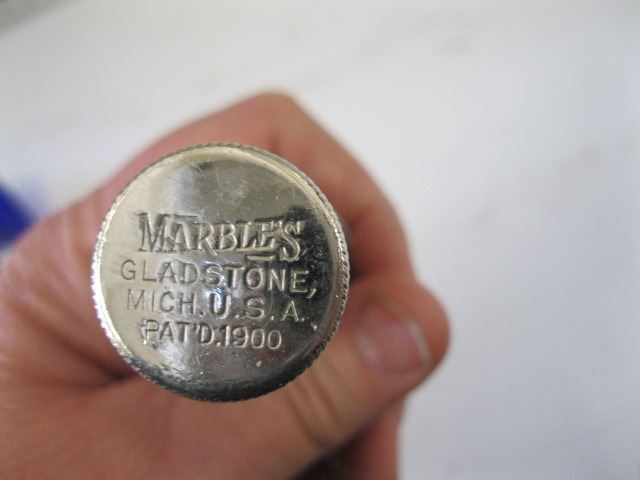 MARBLE'S
GLADSTONE,
MICH. U.S.A.
PAT'D.1900